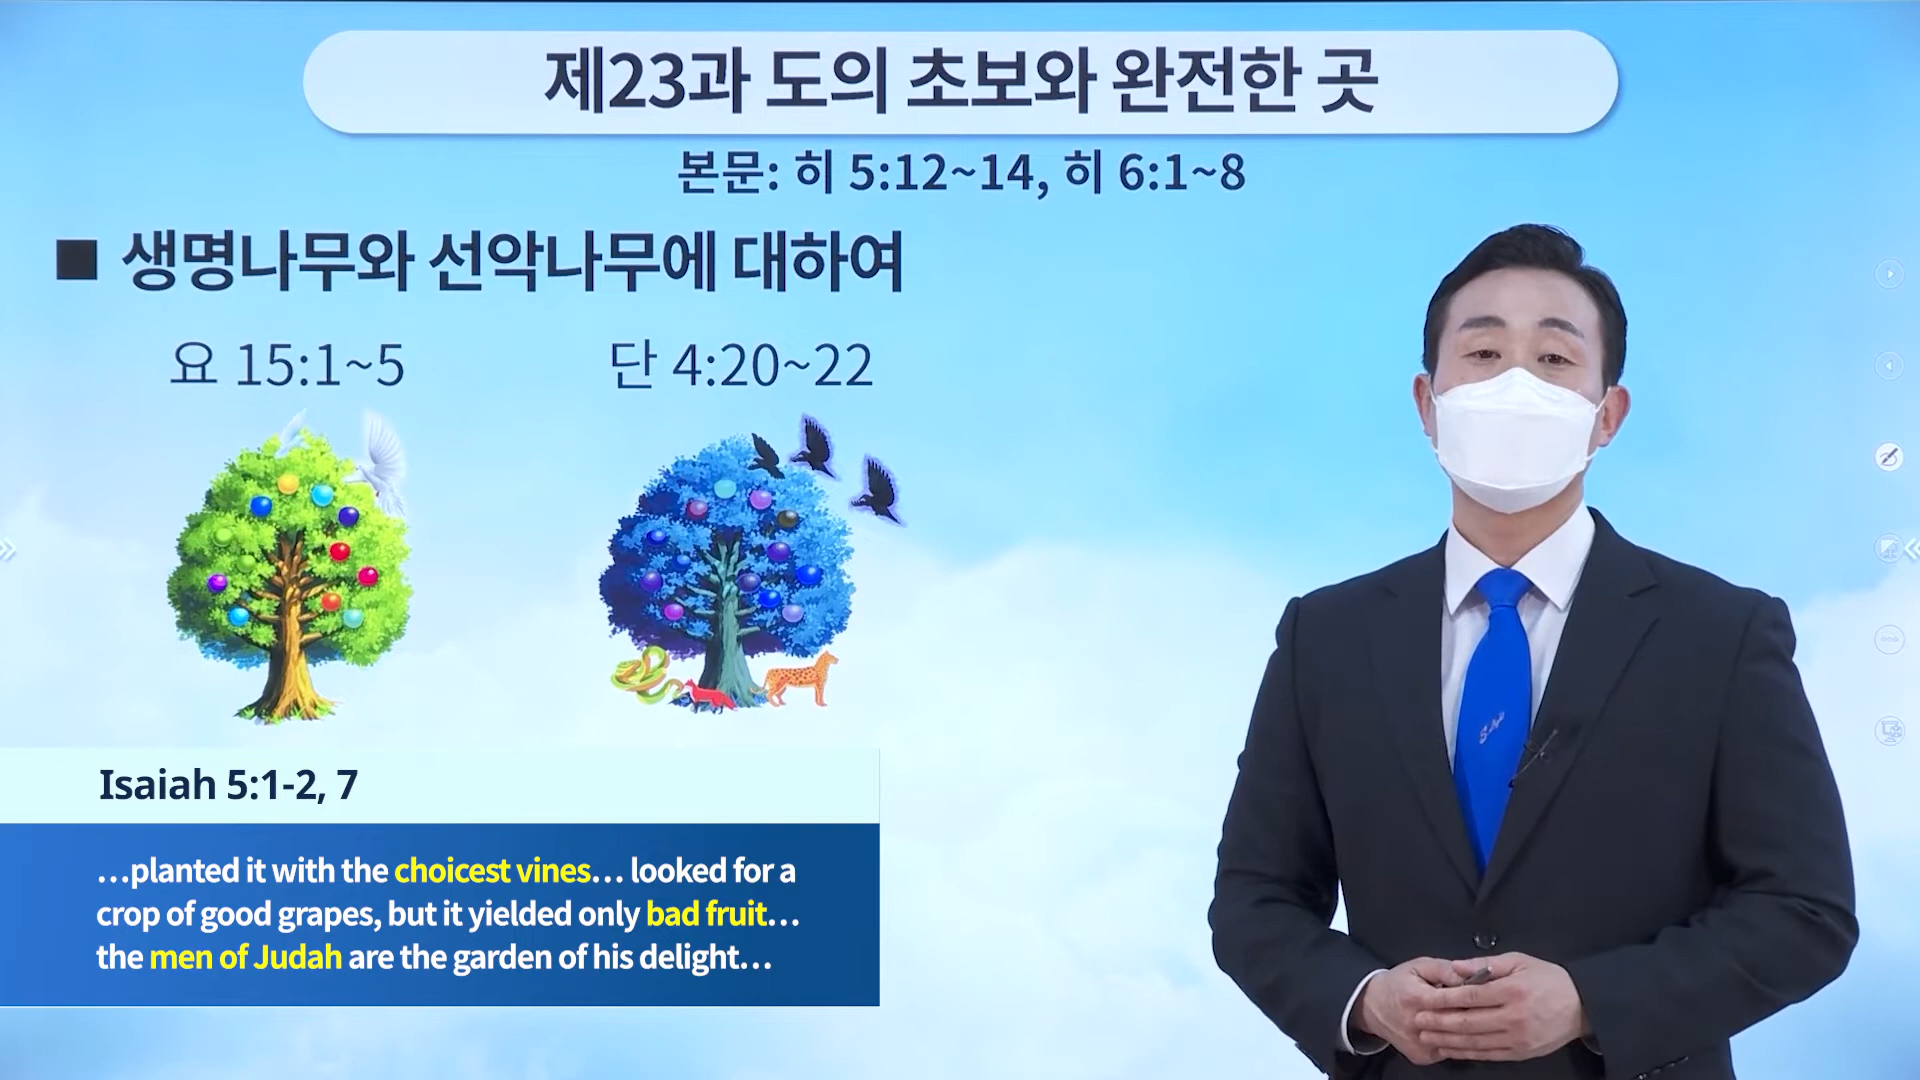 제23과 도의 초보와 완전한 곳
본문: 히 5:12~14, 히 6:1~8
■ 생명나무와 선악나무에 대하여
요 15:1~5
단 4:20~22
Isaiah 5:1-2, 7
…planted it with the choicest vines… looked for a
crop of good grapes, but it yielded only bad fruit…
the men of Judah are the garden of his delight…